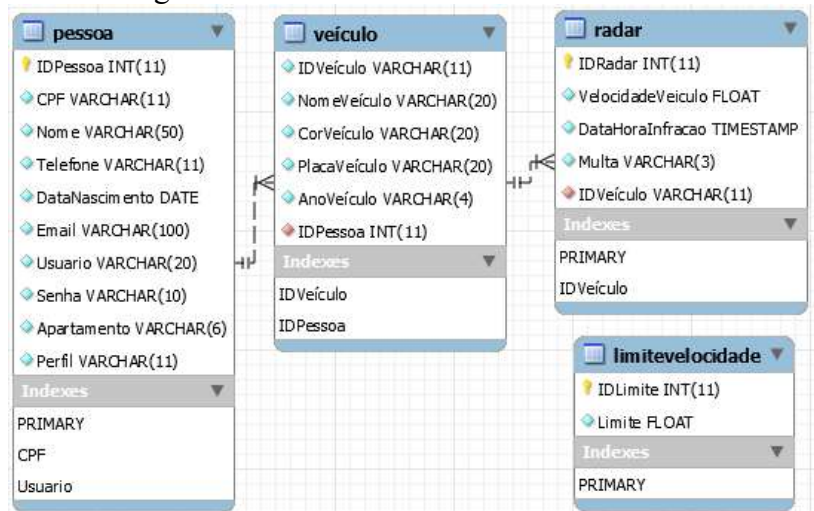 pessoa
IDPessoa INT(11)
CPF VARCHAR(11)
Nome VARCHAR(50)
Telefone VARCHAR(11)
DataNascimento DATE
Email VARCHAR(100)
Usuario VARCHAR(20)
Senha VARCHAR(10)
Apartamento VARCHAR(6)
Perfil VARCHAR(11)
Indexes
PRIMARY
CPF
Usuario
veículo
IDVeículo VARCHAR(11)
NomeVeículo VARCHAR(20)
CorVeículo VARCHAR(20)
PlacaVeículo VARCHAR(20)
AnoVeículo VARCHAR(4)
IDPessoa INT(11)
Indexes
IDVeículo
IDPessoa
radar
IDRadar INT(11)
VelocidadeVeiculo FLOAT
DataHoraInfracao TIMESTAMP
Multa VARCHAR(3)
IDVeículo VARCHAR(11)
Indexes
PRIMARY
IDVeículo
limitevelocidade
IDLimite INT(11)
Limite FLOAT
Indexes
PRIMARY